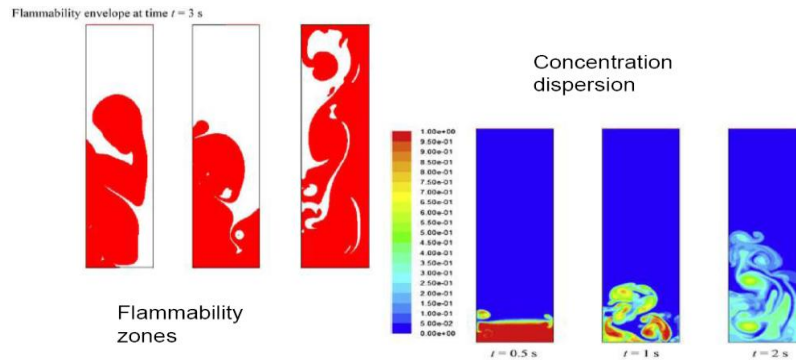 Flammability envelope at time t = 3 s
Concentration
dispersion
1.00e+00
9.50e-01
9.00e-01
8.50e-01
8.00e-01
7.50e-01
7.00e-01
6.50e-01
6.00e-01
5.50e-01
5.00e-01
4.50e-01
4.00e-01
3.50e-01
3.00e-01
2.50e-01
2.00e-01
1.50e-01
1.00e-01
5.00e-02
0.00e+00
Flammability
zones
t = 0.5 s
t = 1 s
t = 2 s